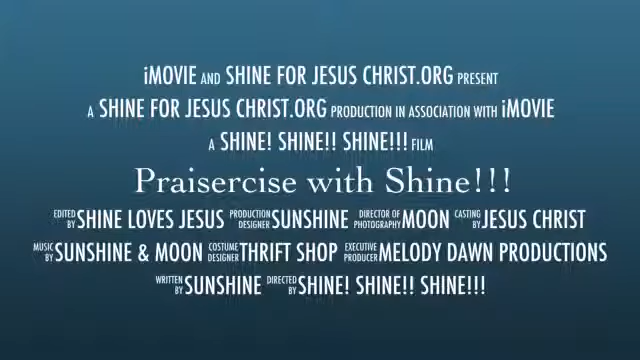 iMOVIE AND SHINE FOR JESUS CHRIST.ORG PRESENT
A SHINE FOR JESUS CHRIST.ORG PRODUCTION IN ASSOCIATION WITH iMOVIE
A SHINE! SHINE!! SHINE!!! FILM
Praisercise with Shine!!!
EDITED BY SHINE LOVES JESUS PRODUCTION DESIGNER SUNSHINE DIRECTOR OF PHOTOGRAPHY MOON CASTING BY JESUS CHRIST
MUSIC BY SUNSHINE & MOON COSTUME DESIGNER THRIFT SHOP EXECUTIVE PRODUCER MELODY DAWN PRODUCTIONS
WRITTEN BY SUNSHINE DIRECTED BY SHINE! SHINE!! SHINE!!!